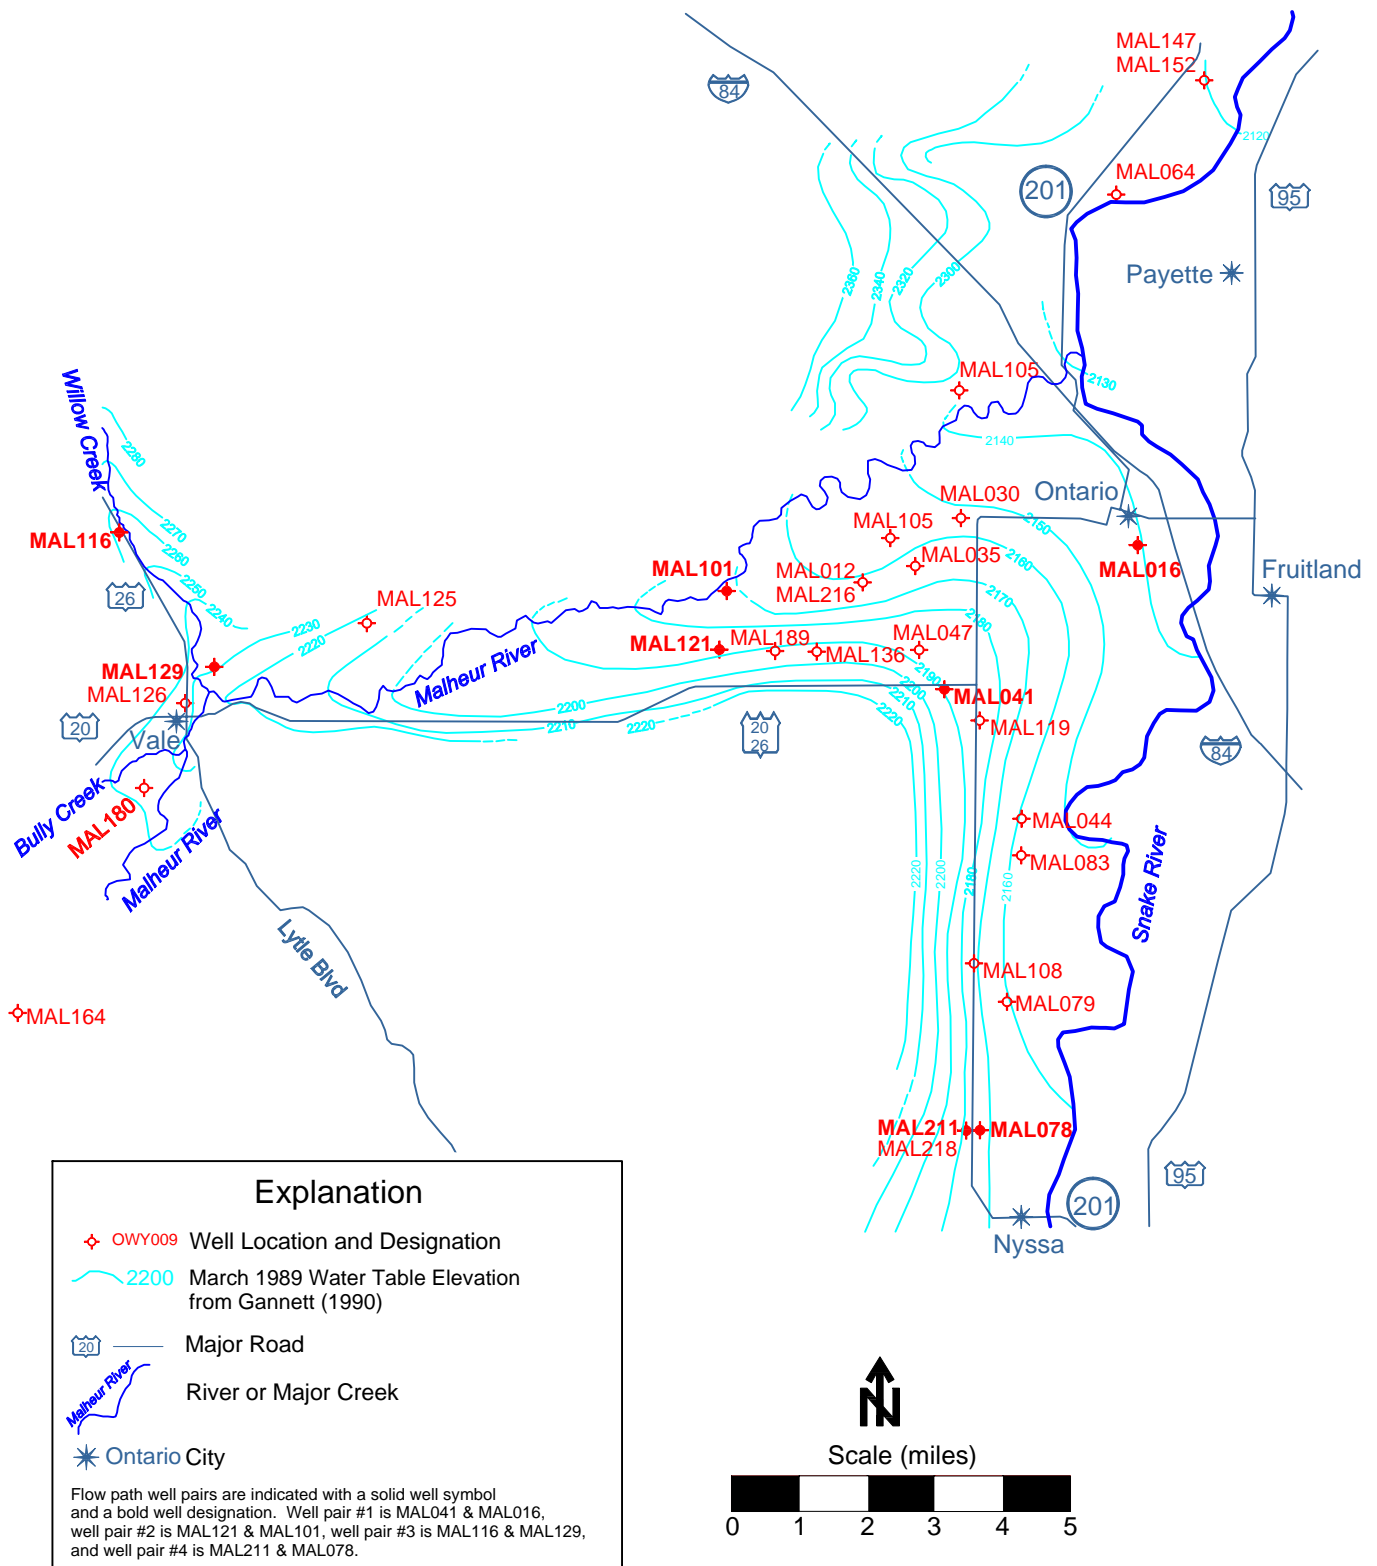 MAL147
MAL152
84
2120
MAL064
201
95
Payette
2360
2340
2320
2300
2130
MAL105
Willow Creek
2280
2140
MAL030
Ontario
2150
MAL105
2270
MAL116
2260
MAL035
2160
MAL101
MAL012
MAL216
MAL016
Fruitland
26
2250
2240
MAL125
2170
2230
2220
2180
MAL121
MAL189
MAL047
MAL136
MAL129
Malheur River
2190
MAL126
2200
MAL041
2200
2210
2210
2220
2220
20
Vale
20
26
MAL119
84
Bully Creek
MAL180
Malheur River
MAL044
MAL083
2220
2200
2180
2160
Snake River
Lytle Blvd
MAL108
MAL079
MAL164
MAL211
MAL078
MAL218
95
201
Nyssa
Explanation
OWY009 Well Location and Designation
2200 March 1989 Water Table Elevation
from Gannett (1990)
20 Major Road
Malheur River
River or Major Creek
Ontario City
Flow path well pairs are indicated with a solid well symbol
and a bold well designation. Well pair #1 is MAL041 & MAL016,
well pair #2 is MAL121 & MAL101, well pair #3 is MAL116 & MAL129,
and well pair #4 is MAL211 & MAL078.
N
Scale (miles)
0 1 2 3 4 5